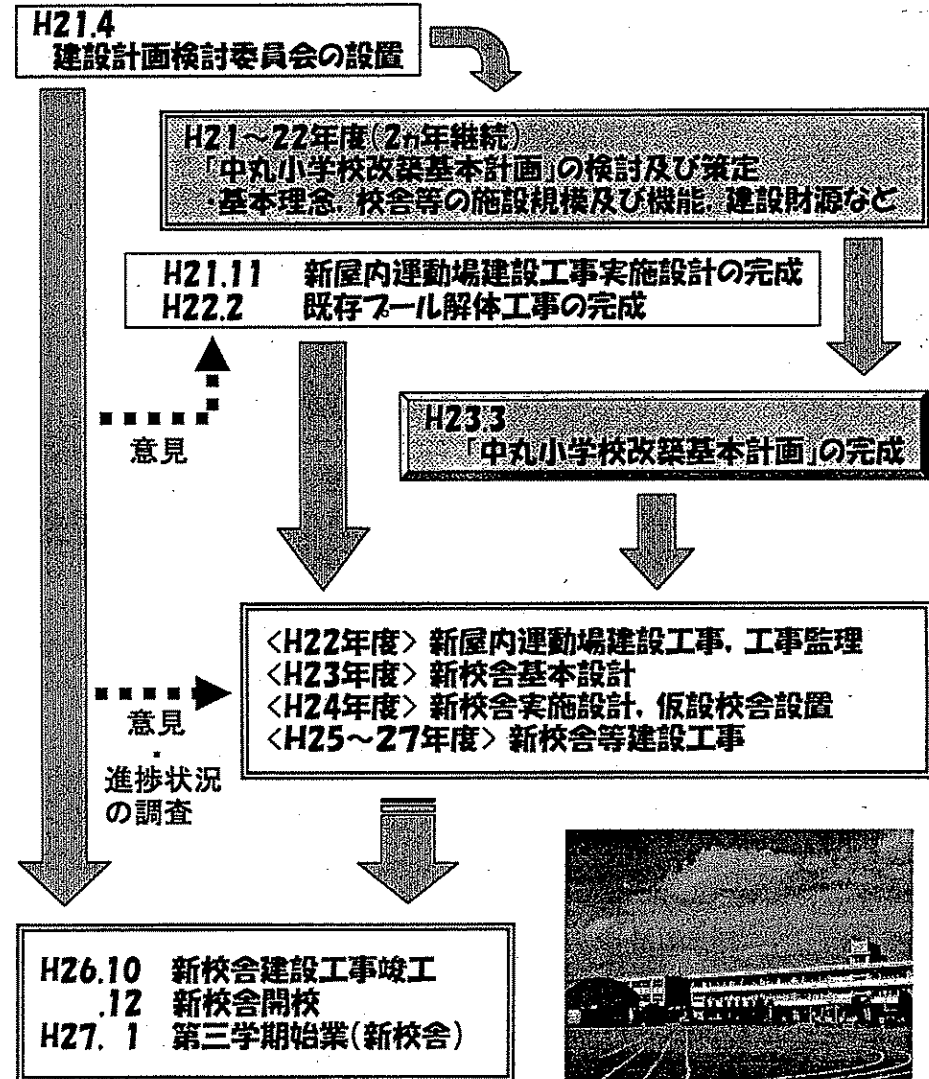 H21.4
建設計画検討委員会の設置
H21～22年度(2ヵ年継続)
「中丸小学校改築基本計画」の検討及び策定
・基本理念,校舎等の施設規模及び機能,建設財源など
H21.11 新屋内運動場建設工事実施設計の完成
H22.2 既存プール解体工事の完成
意見
H23.3
「中丸小学校改築基本計画」の完成
<H22年度> 新屋内運動場建設工事,工事監理
<H23年度> 新校舎基本設計
<H24年度> 新校舎実施設計,仮設校舎設置
<H25～27年度> 新校舎等建設工事
意見
・
進捗状況
の調査
H26.10 新校舎建設工事竣工
.12 新校舎開校
H27. 1 第三学期始業(新校舎)